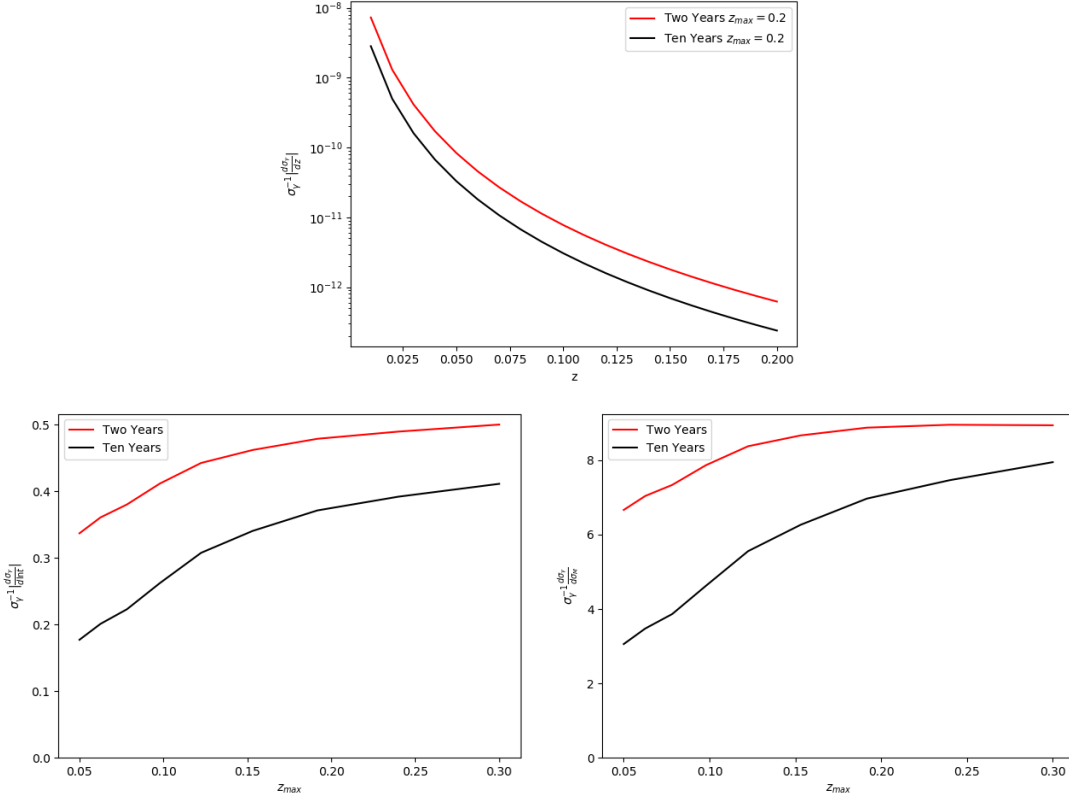 10⁻⁸
10⁻⁹
10⁻¹⁰
10⁻¹¹
10⁻¹²
σ_γ⁻¹|dσ_γ/dz|
Two Years z_max = 0.2
Ten Years z_max = 0.2
0.025 0.050 0.075 0.100 0.125 0.150 0.175 0.200
z
0.5
0.4
0.3
0.2
0.1
0.0
σ_γ⁻¹|dσ_γ/dlnt|
Two Years
Ten Years
0.05 0.10 0.15 0.20 0.25 0.30
z_max
8
6
4
2
0
σ_γ⁻¹ dσ_γ/dσ_M
Two Years
Ten Years
0.05 0.10 0.15 0.20 0.25 0.30
z_max